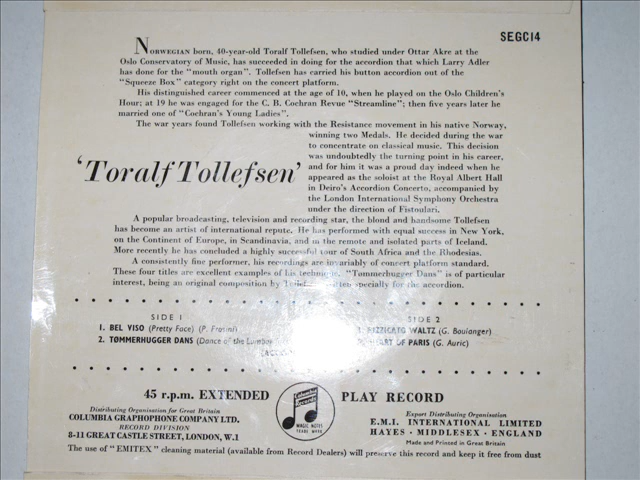 SEGC14
NORWEGIAN born, 40-year-old Toralf Tollefsen, who studied under Ottar Akre at the
Oslo Conservatory of Music, has succeeded in doing for the accordion that which Larry Adler
has done for the "mouth organ". Tollefsen has carried his button accordion out of the
"Squeeze Box" category right on the concert platform.
His distinguished career commenced at the age of 10, when he played on the Oslo Children's
Hour; at 19 he was engaged for the C. B. Cochran Revue "Streamline"; then five years later he
married one of "Cochran's Young Ladies".
The war years found Tollefsen working with the Resistance movement in his native Norway,
winning two Medals. He decided during the war
to concentrate on classical music. This decision
was undoubtedly the turning point in his career,
and for him it was a proud day indeed when he
appeared as the soloist at the Royal Albert Hall
in Deiro's Accordion Concerto, accompanied by
the London International Symphony Orchestra
under the direction of Fistoulari.
'Toralf Tollefsen'
A popular broadcasting, television and recording star, the blond and handsome Tollefsen
has become an artist of international repute. He has performed with equal success in New York,
on the Continent of Europe, in Scandinavia, and in the remote and isolated parts of Iceland.
More recently he has concluded a highly successful tour of South Africa and the Rhodesias.
A consistently fine performer, his recordings are invariably of concert platform standard.
These four titles are excellent examples of his technique. "Tommerhugger Dans" is of particular
interest, being an original composition by specially for the accordion.
SIDE 1
1. BEL VISO (Pretty Face) (P. Frosini)
2. TØMMERHUGGER DANS (Dance of the
SIDE 2
PIZZICATO WALTZ (G. Boulanger)
OF PARIS (G. Auric)
45 r.p.m. EXTENDED PLAY RECORD
Columbia
Records
MAGIC NOTES
TRADE MARK
Distributing Organisation for Great Britain
COLUMBIA GRAPHOPHONE COMPANY LTD.
RECORD DIVISION
8-11 GREAT CASTLE STREET, LONDON, W.1
Export Distributing Organisation
E.M.I. INTERNATIONAL LIMITED
HAYES · MIDDLESEX · ENGLAND
Made and Printed in Great Britain
The use of "EMITEX" cleaning material (available from Record Dealers) will preserve this record and keep it free from dust